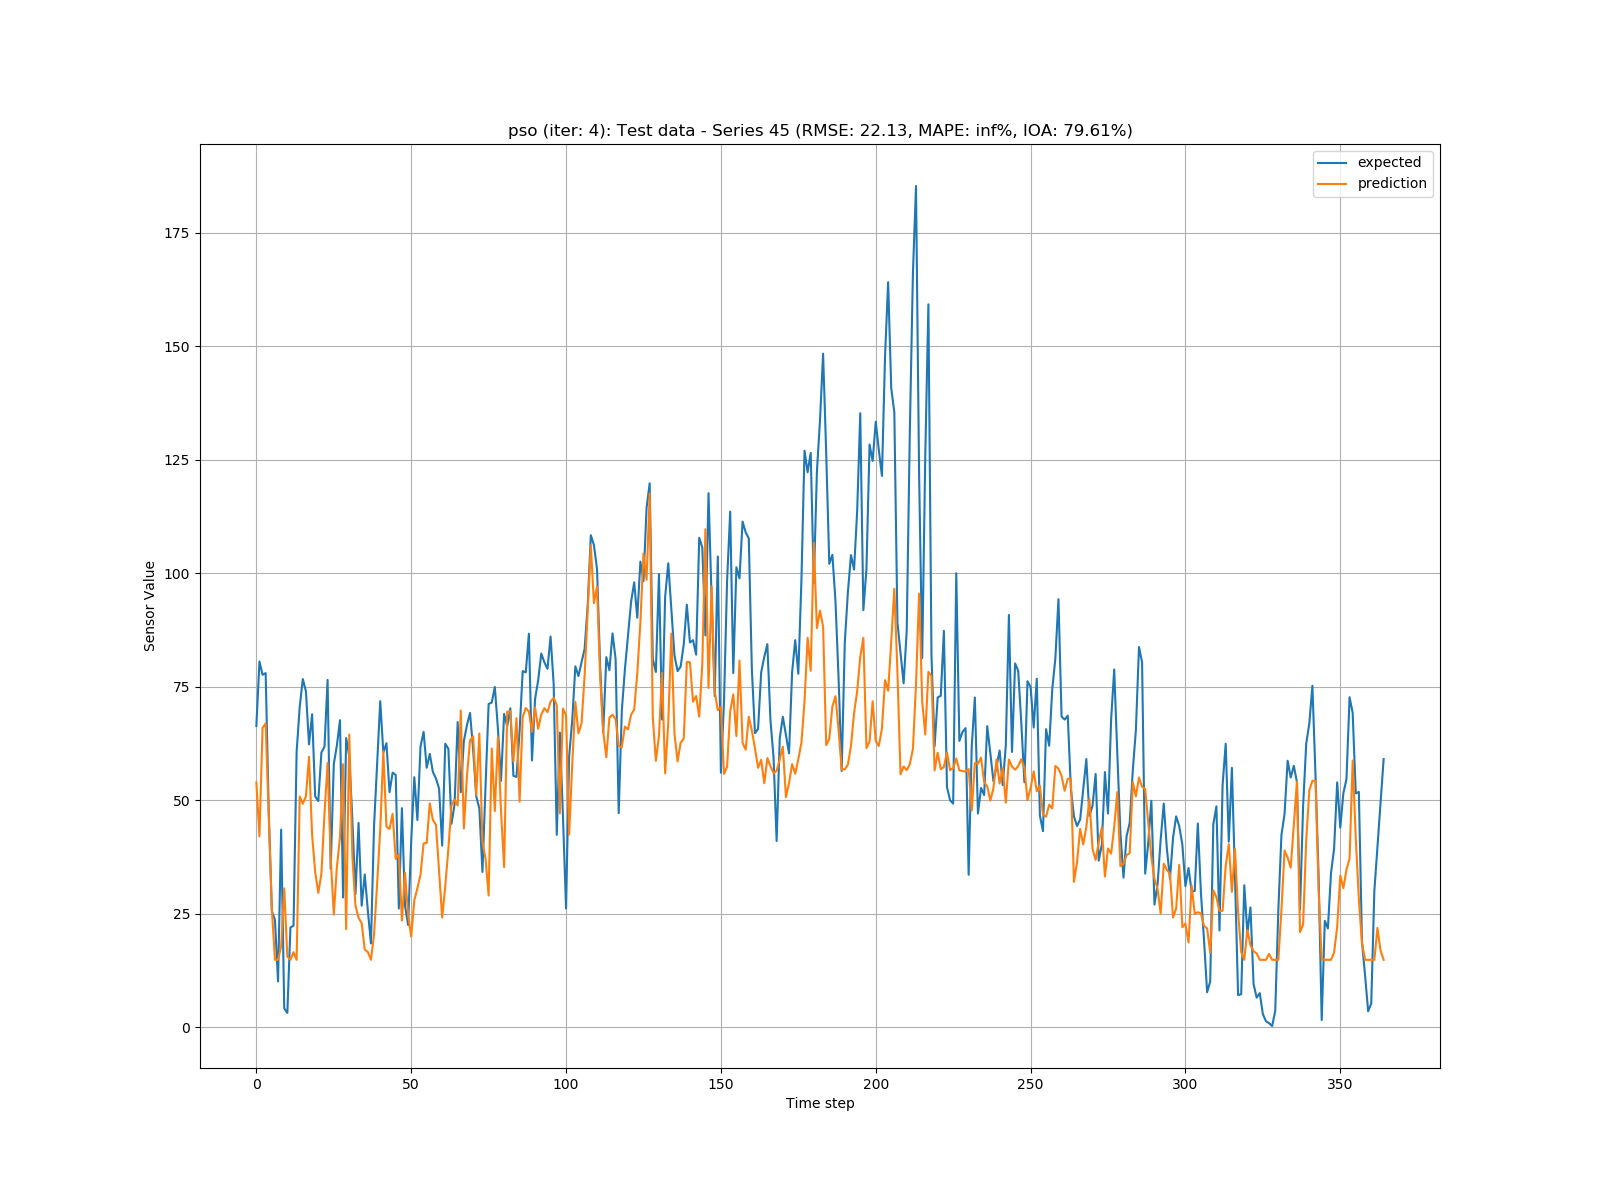 pso (iter: 4): Test data - Series 45 (RMSE: 22.13, MAPE: inf%, IOA: 79.61%)
expected
prediction
175
150
125
100
75
50
25
0
Sensor Value
0 50 100 150 200 250 300 350
Time step